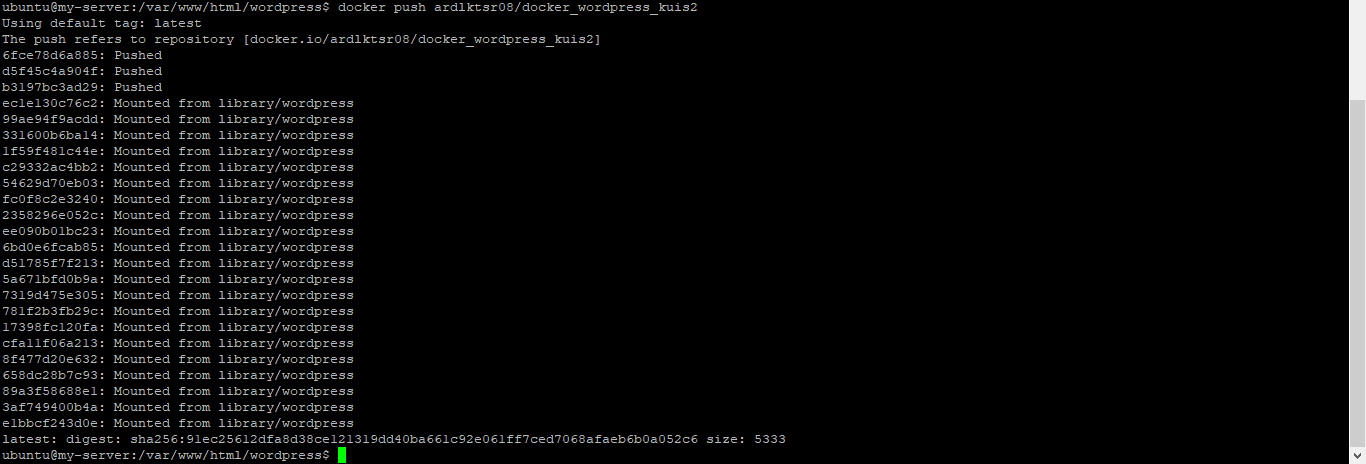 ubuntu@my-server:/var/www/html/wordpress$ docker push ardlktsr08/docker_wordpress_kuis2
Using default tag: latest
The push refers to repository [docker.io/ardlktsr08/docker_wordpress_kuis2]
6fce78d6a885: Pushed
d5f45c4a904f: Pushed
b3197bc3ad29: Pushed
ec1e130c76c2: Mounted from library/wordpress
99ae94f9acdd: Mounted from library/wordpress
331600b6ba14: Mounted from library/wordpress
1f59f481c44e: Mounted from library/wordpress
c29332ac4bb2: Mounted from library/wordpress
54629d70eb03: Mounted from library/wordpress
fc0f8c2e3240: Mounted from library/wordpress
2358296e052c: Mounted from library/wordpress
ee090b01bc23: Mounted from library/wordpress
6bd0e6fcab85: Mounted from library/wordpress
d51785f7f213: Mounted from library/wordpress
5a671bfd0b9a: Mounted from library/wordpress
7319d475e305: Mounted from library/wordpress
781f2b3fb29c: Mounted from library/wordpress
17398fc120fa: Mounted from library/wordpress
cfa11f06a213: Mounted from library/wordpress
8f477d20e632: Mounted from library/wordpress
658dc28b7c93: Mounted from library/wordpress
89a3f58688e1: Mounted from library/wordpress
3af749400b4a: Mounted from library/wordpress
e1bbcf243d0e: Mounted from library/wordpress
latest: digest: sha256:91ec25612dfa8d38ce121319dd40ba661c92e061ff7ced7068afaeb6b0a052c6 size: 5333
ubuntu@my-server:/var/www/html/wordpress$